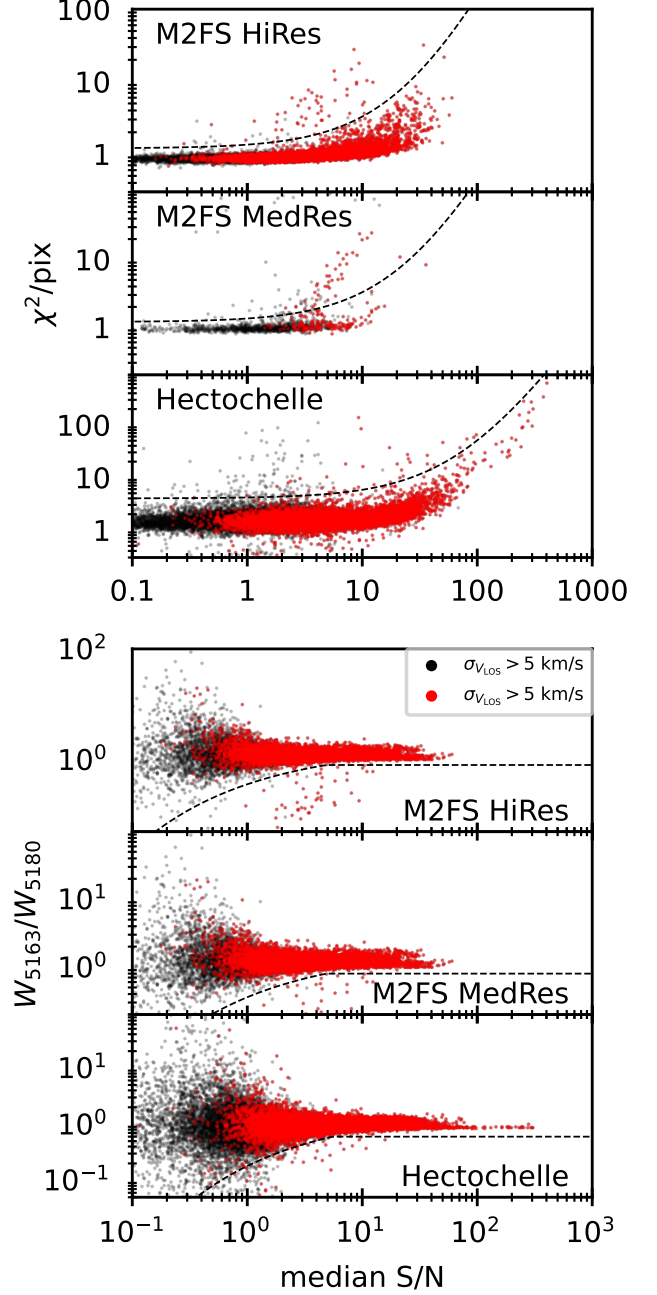 100
M2FS HiRes
10
1
M2FS MedRes
10
χ²/pix
1
Hectochelle
100
10
1
0.1 1 10 100 1000
10²
σ_{V_LOS} > 5 km/s
σ_{V_LOS} > 5 km/s
10⁰
M2FS HiRes
10¹
W₅₁₆₃/W₅₁₈₀
10⁰
M2FS MedRes
10¹
10⁰
10⁻¹
Hectochelle
10⁻¹ 10⁰ 10¹ 10² 10³
median S/N